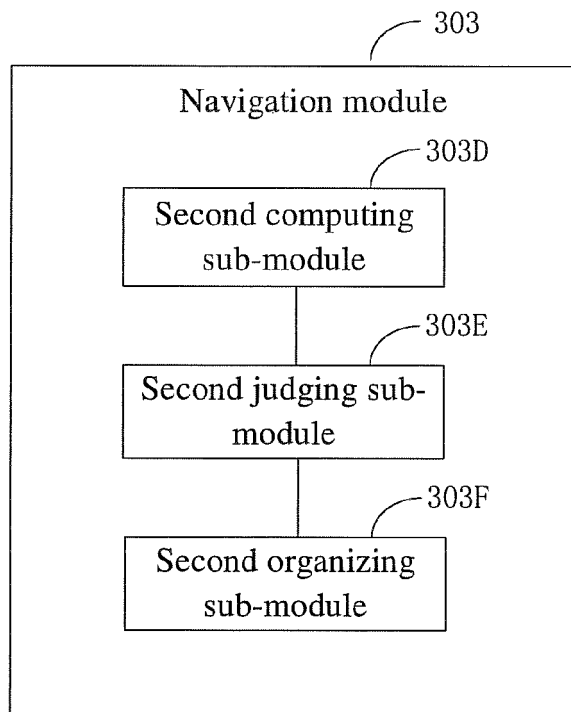 303
Navigation module
303D
Second computing
sub-module
303E
Second judging sub-
module
303F
Second organizing
sub-module